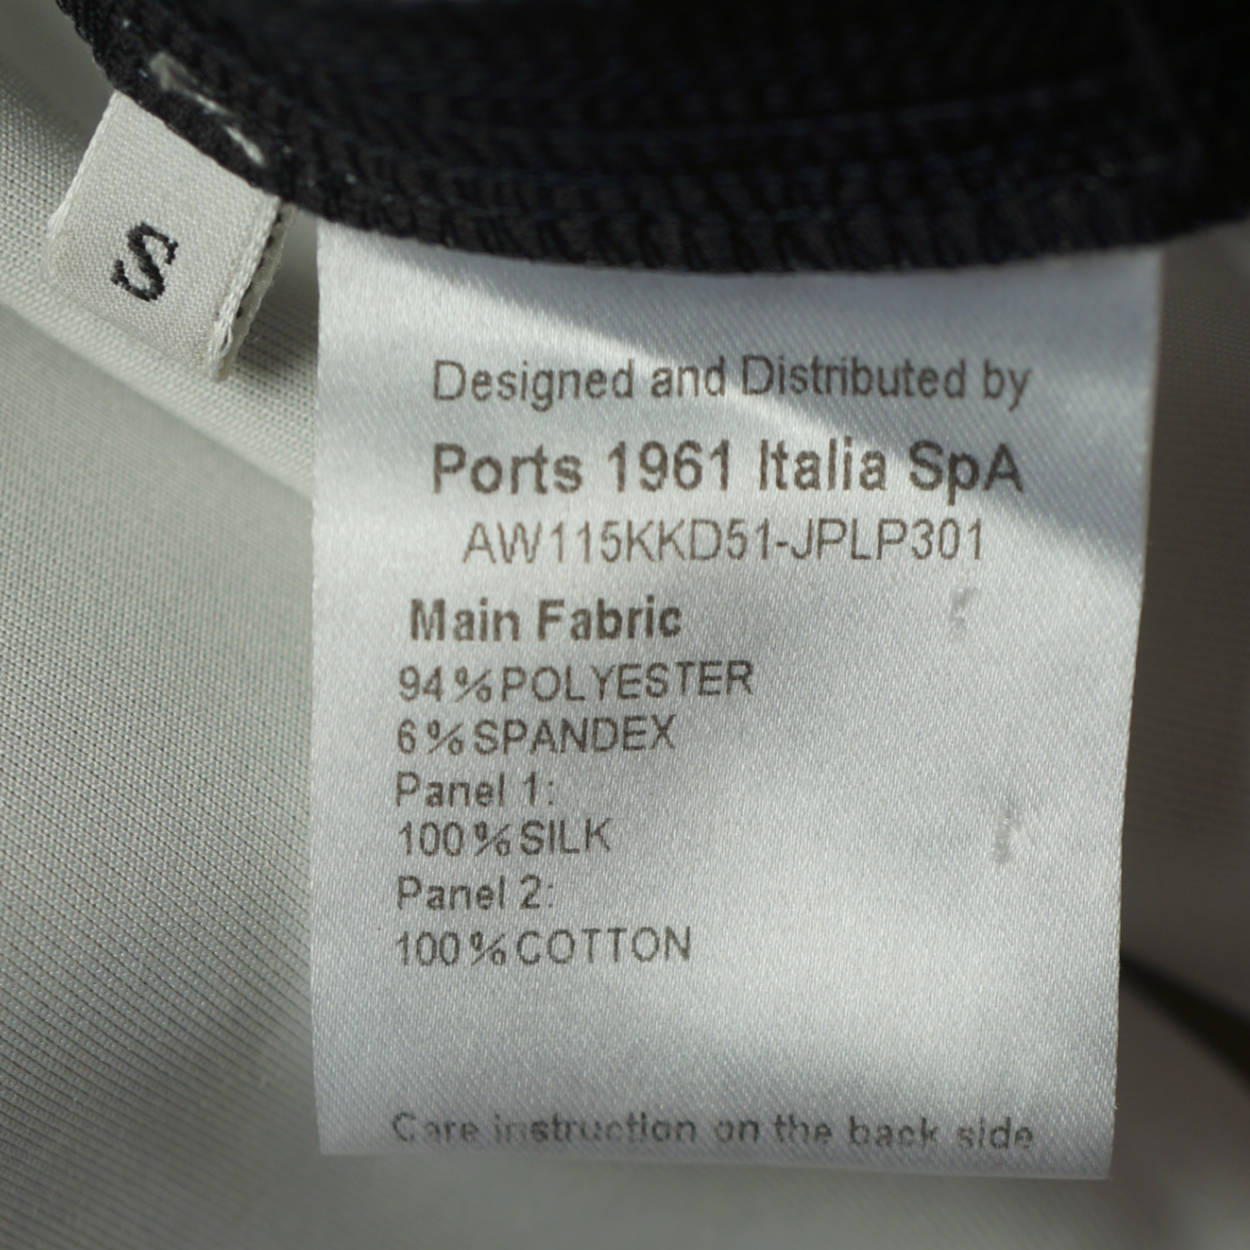 S
Designed and Distributed by
Ports 1961 Italia SpA
AW115KKD51-JPLP301
Main Fabric
94%POLYESTER
6%SPANDEX
Panel 1:
100%SILK
Panel 2:
100%COTTON
Care instruction on the back side